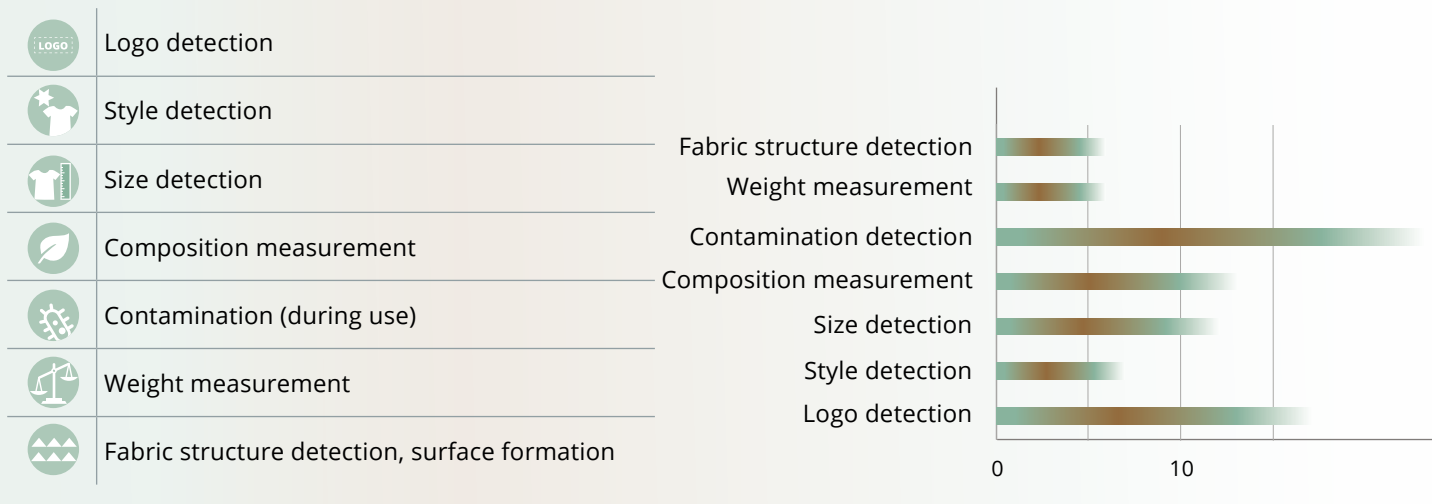 LOGO
Logo detection
Style detection
Size detection
Composition measurement
Contamination (during use)
Weight measurement
Fabric structure detection, surface formation
Fabric structure detection
Weight measurement
Contamination detection
Composition measurement
Size detection
Style detection
Logo detection
0 10